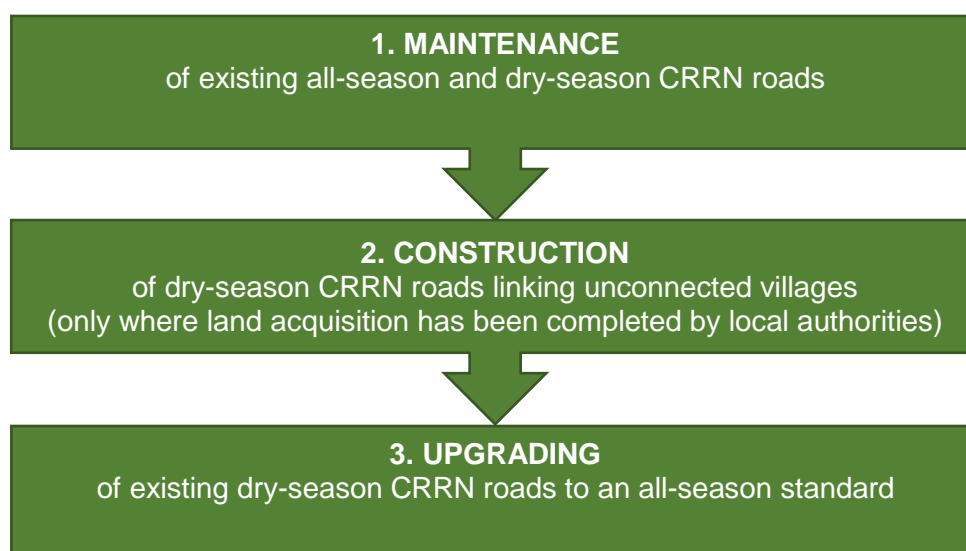 1. MAINTENANCE
of existing all-season and dry-season CRRN roads
2. CONSTRUCTION
of dry-season CRRN roads linking unconnected villages
(only where land acquisition has been completed by local authorities)
3. UPGRADING
of existing dry-season CRRN roads to an all-season standard